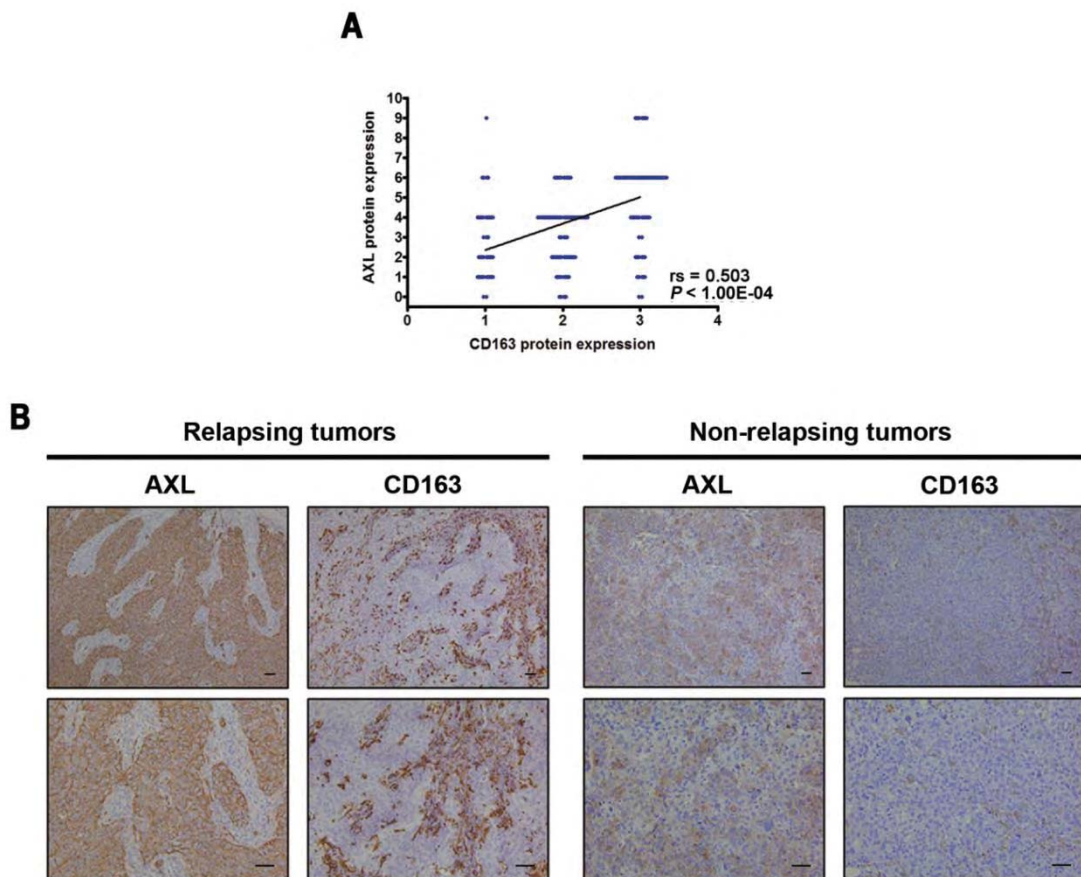 A
10
9
8
7
6
5
4
3
2
1
0
AXL protein expression
rs = 0.503
P < 1.00E-04
0 1 2 3 4
CD163 protein expression
B
Relapsing tumors Non-relapsing tumors
AXL CD163 AXL CD163